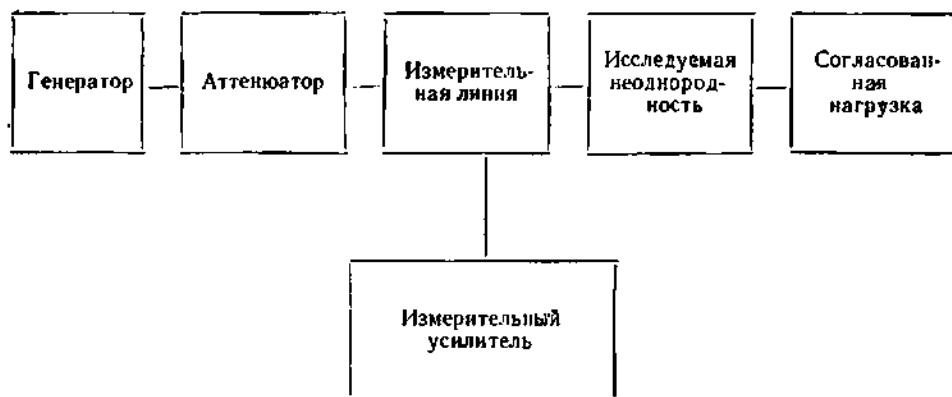 Генератор
Аттенюатор
Измеритель-
ная линия
Исследуемая
неоднород-
ность
Согласован-
ная
нагрузка
Измерительный
усилитель